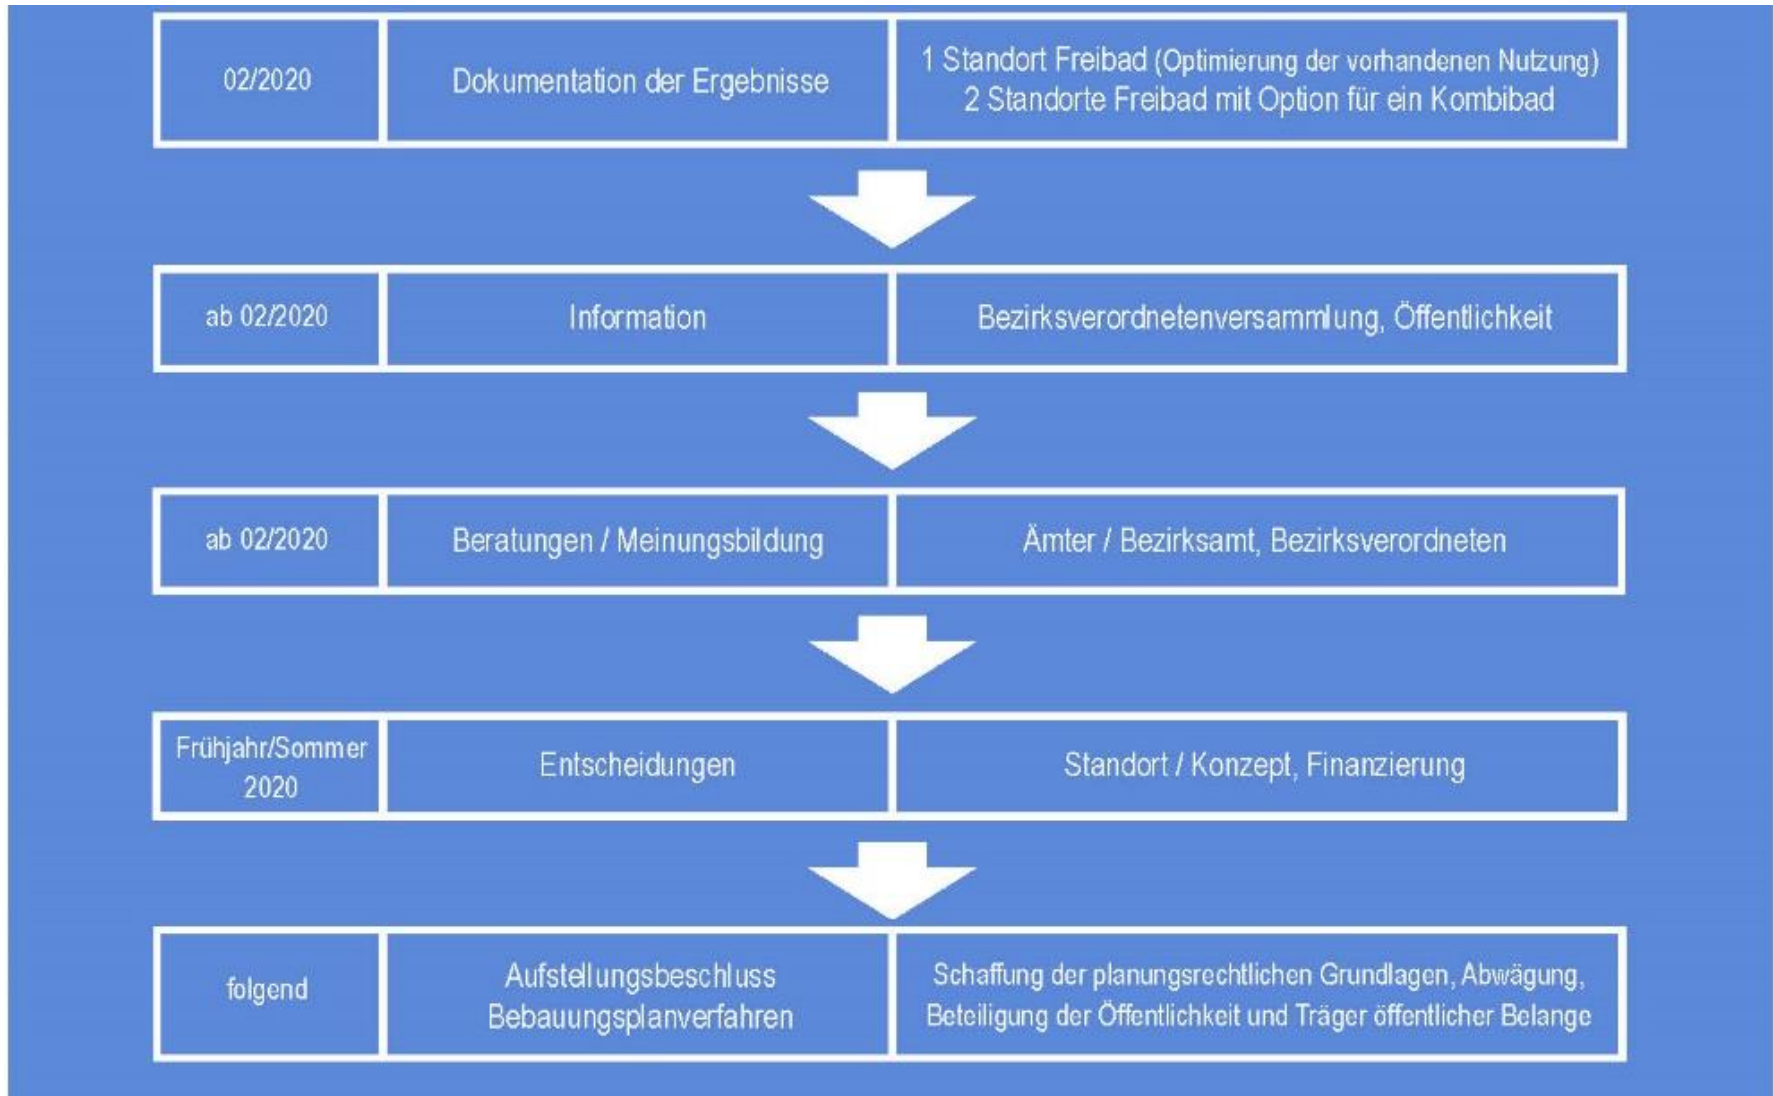 02/2020
Dokumentation der Ergebnisse
1 Standort Freibad (Optimierung der vorhandenen Nutzung)
2 Standorte Freibad mit Option für ein Kombibad
ab 02/2020
Information
Bezirksverordnetenversammlung, Öffentlichkeit
ab 02/2020
Beratungen / Meinungsbildung
Ämter / Bezirksamt, Bezirksverordneten
Frühjahr/Sommer
2020
Entscheidungen
Standort / Konzept, Finanzierung
folgend
Aufstellungsbeschluss
Bebauungsplanverfahren
Schaffung der planungsrechtlichen Grundlagen, Abwägung,
Beteiligung der Öffentlichkeit und Träger öffentlicher Belange